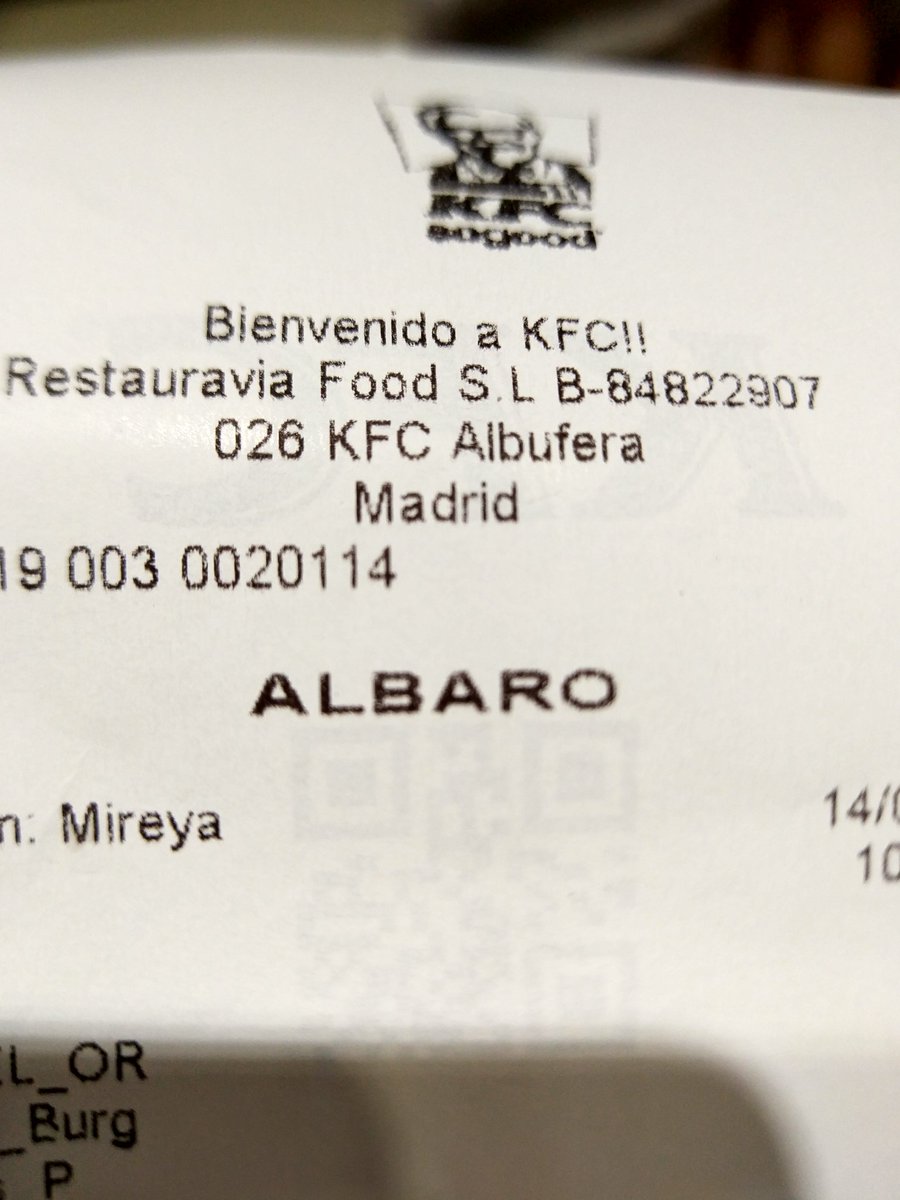 KFC
sogood
Bienvenido a KFC!!
Restauravia Food S.L B-84822907
026 KFC Albufera
Madrid
19 003 0020114
ALBARO
n: Mireya
14/0
10
EL_OR
_Burg
P